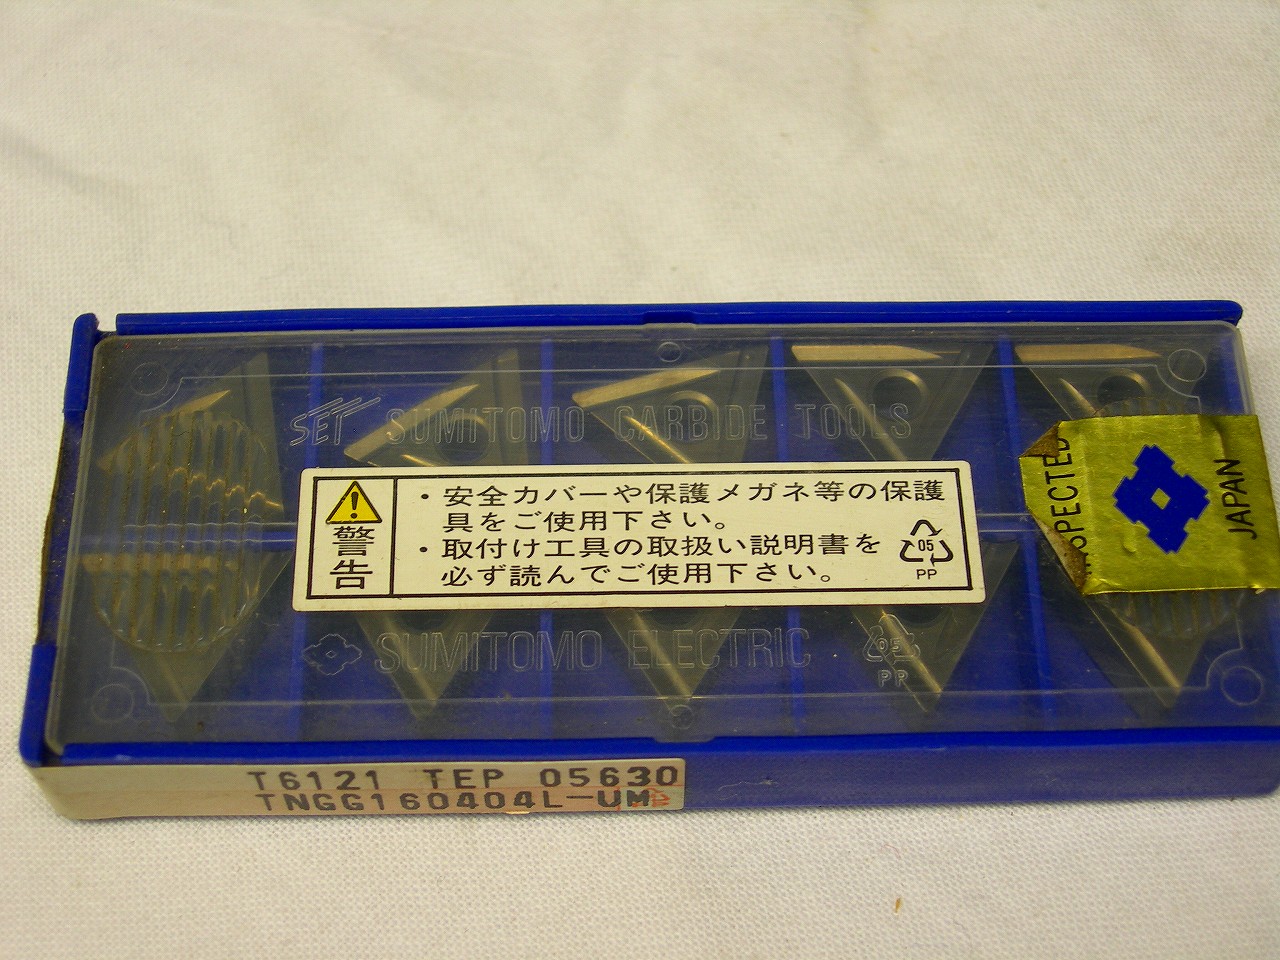 SET SUMITOMO CARBIDE TOOLS
警告
・安全カバーや保護メガネ等の保護
具をご使用下さい。
・取付け工具の取扱い説明書を
必ず読んでご使用下さい。
05
PP
SPECTED
JAPAN
SUMITOMO ELECTRIC
05
PP
T6121 TEP 05630
TNGG160404L-UM